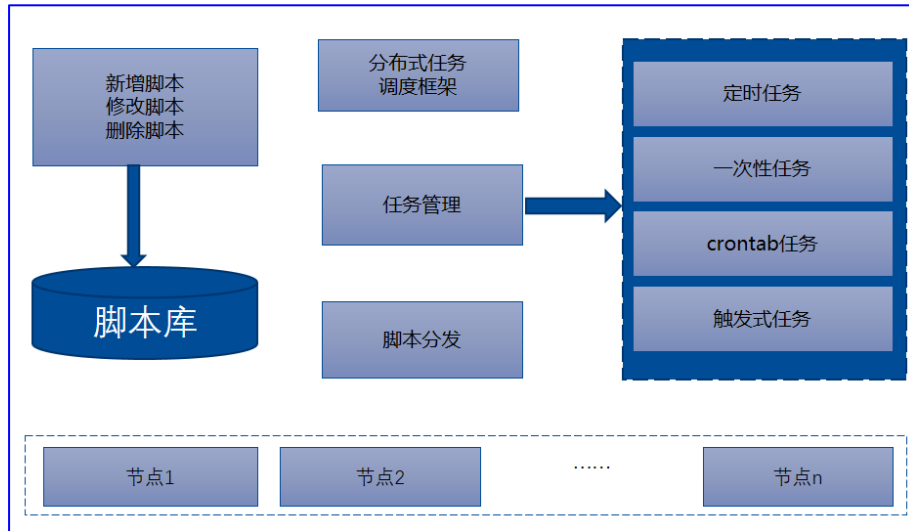 新增脚本
修改脚本
删除脚本
脚本库
分布式任务
调度框架
任务管理
脚本分发
定时任务
一次性任务
crontab任务
触发式任务
节点1
节点2
……
节点n